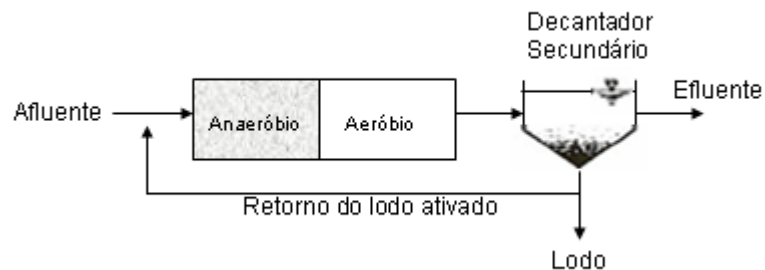 Decantador
Secundário
Afluente
Anaeróbio
Aeróbio
Efluente
Retorno do lodo ativado
Lodo